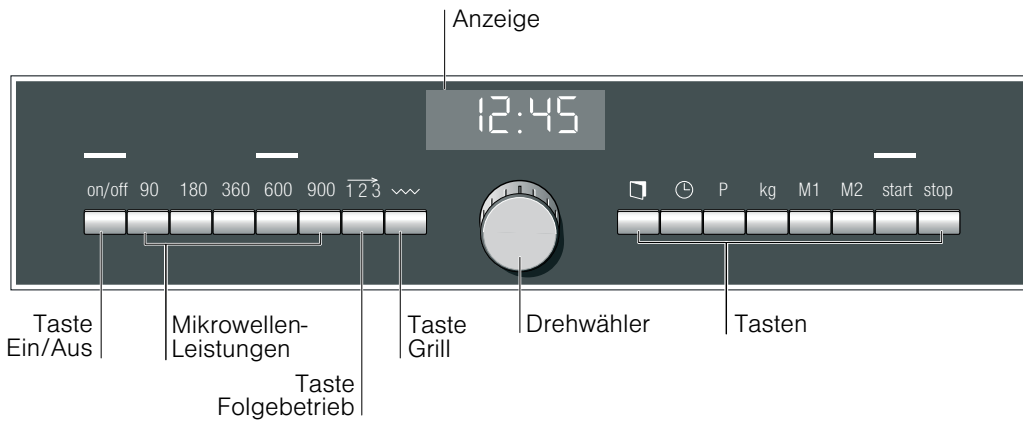 Anzeige
12:45
on/off 90 180 360 600 900 1 2 3
P kg M1 M2 start stop
Taste
Ein/Aus
Mikrowellen-
Leistungen
Taste
Folgebetrieb
Taste
Grill
Drehwähler
Tasten